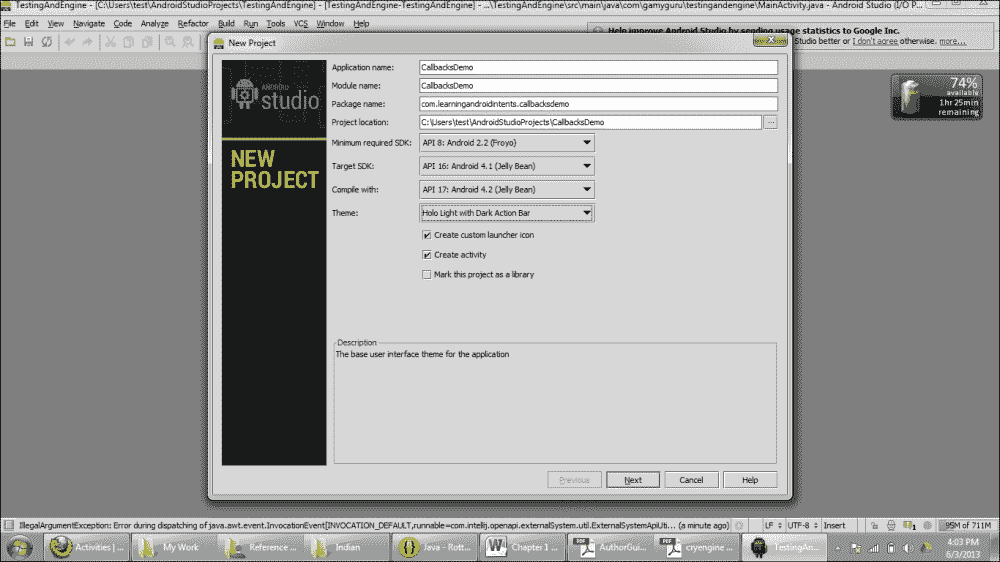 TestingAndEngine - [C:\Users\test\AndroidStudioProjects\TestingAndEngine] - [TestingAndEngine-TestingAndEngine] - ...\TestingAndEngine\src\main\java\com\gamyguru\testingandengine\MainActivity.java - Android Studio (I/O P...
File Edit View Navigate Code Analyze Refactor Build Run Tools VCS Window Help
Help improve Android Studio by sending usage statistics to Google Inc.
Studio better or I don't agree otherwise. more...
New Project
ANDROID
studio
NEW
PROJECT
Application name: CallbacksDemo
Module name: CallbacksDemo
Package name: com.learningandroidintents.callbacksdemo
Project location: C:\Users\test\AndroidStudioProjects\CallbacksDemo ...
Minimum required SDK: API 8: Android 2.2 (Froyo)
Target SDK: API 16: Android 4.1 (Jelly Bean)
Compile with: API 17: Android 4.2 (Jelly Bean)
Theme: Holo Light with Dark Action Bar
Create custom launcher icon
Create activity
Mark this project as a library
Description
The base user interface theme for the application
Previous Next Cancel Help
74%
available
1hr 25min
remaining
IllegalArgumentException: Error during dispatching of java.awt.event.InvocationEvent[INVOCATION_DEFAULT,runnable=com.intellij.openapi.externalSystem.util.ExternalSystemApiUti... (a minute ago) LF UTF-8 Insert 1 95M of 711M
Activities | ... My Work Reference ... Indian Java - Rott... Chapter 1 ... AuthorGui... cryengine ... TestingAn...
4:03 PM
6/3/2013